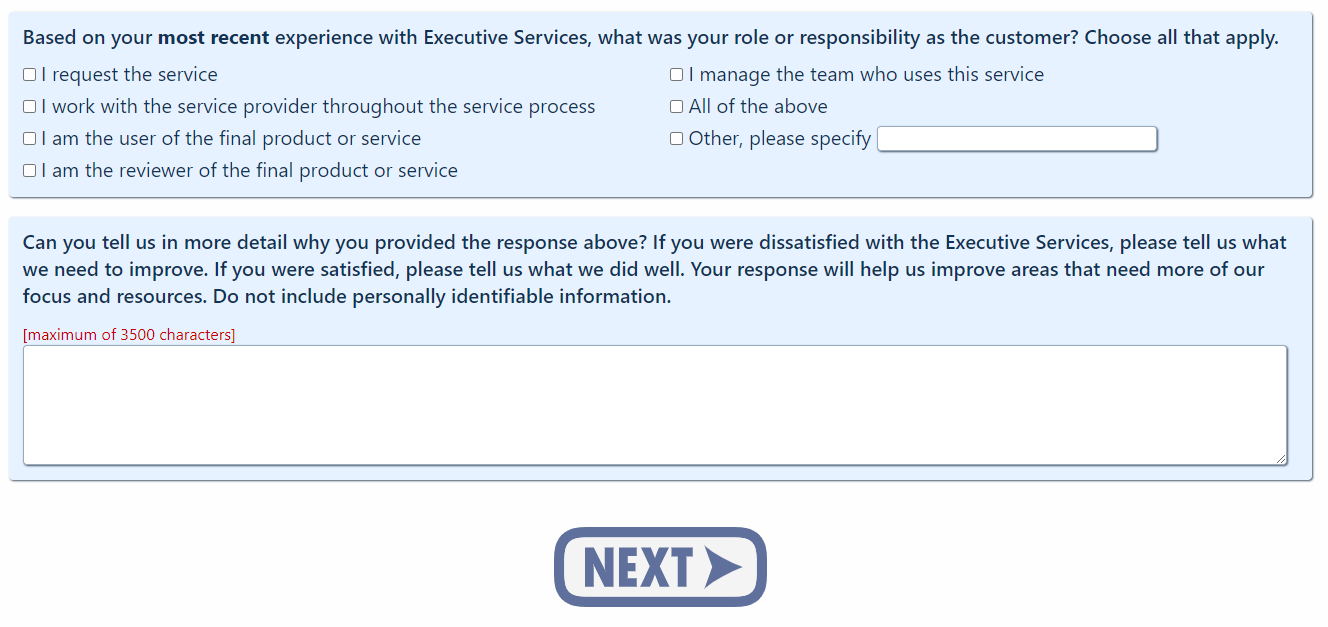 Based on your most recent experience with Executive Services, what was your role or responsibility as the customer? Choose all that apply.
I request the service
I work with the service provider throughout the service process
I am the user of the final product or service
I am the reviewer of the final product or service
I manage the team who uses this service
All of the above
Other, please specify
Can you tell us in more detail why you provided the response above? If you were dissatisfied with the Executive Services, please tell us what
we need to improve. If you were satisfied, please tell us what we did well. Your response will help us improve areas that need more of our
focus and resources. Do not include personally identifiable information.
[maximum of 3500 characters]
NEXT